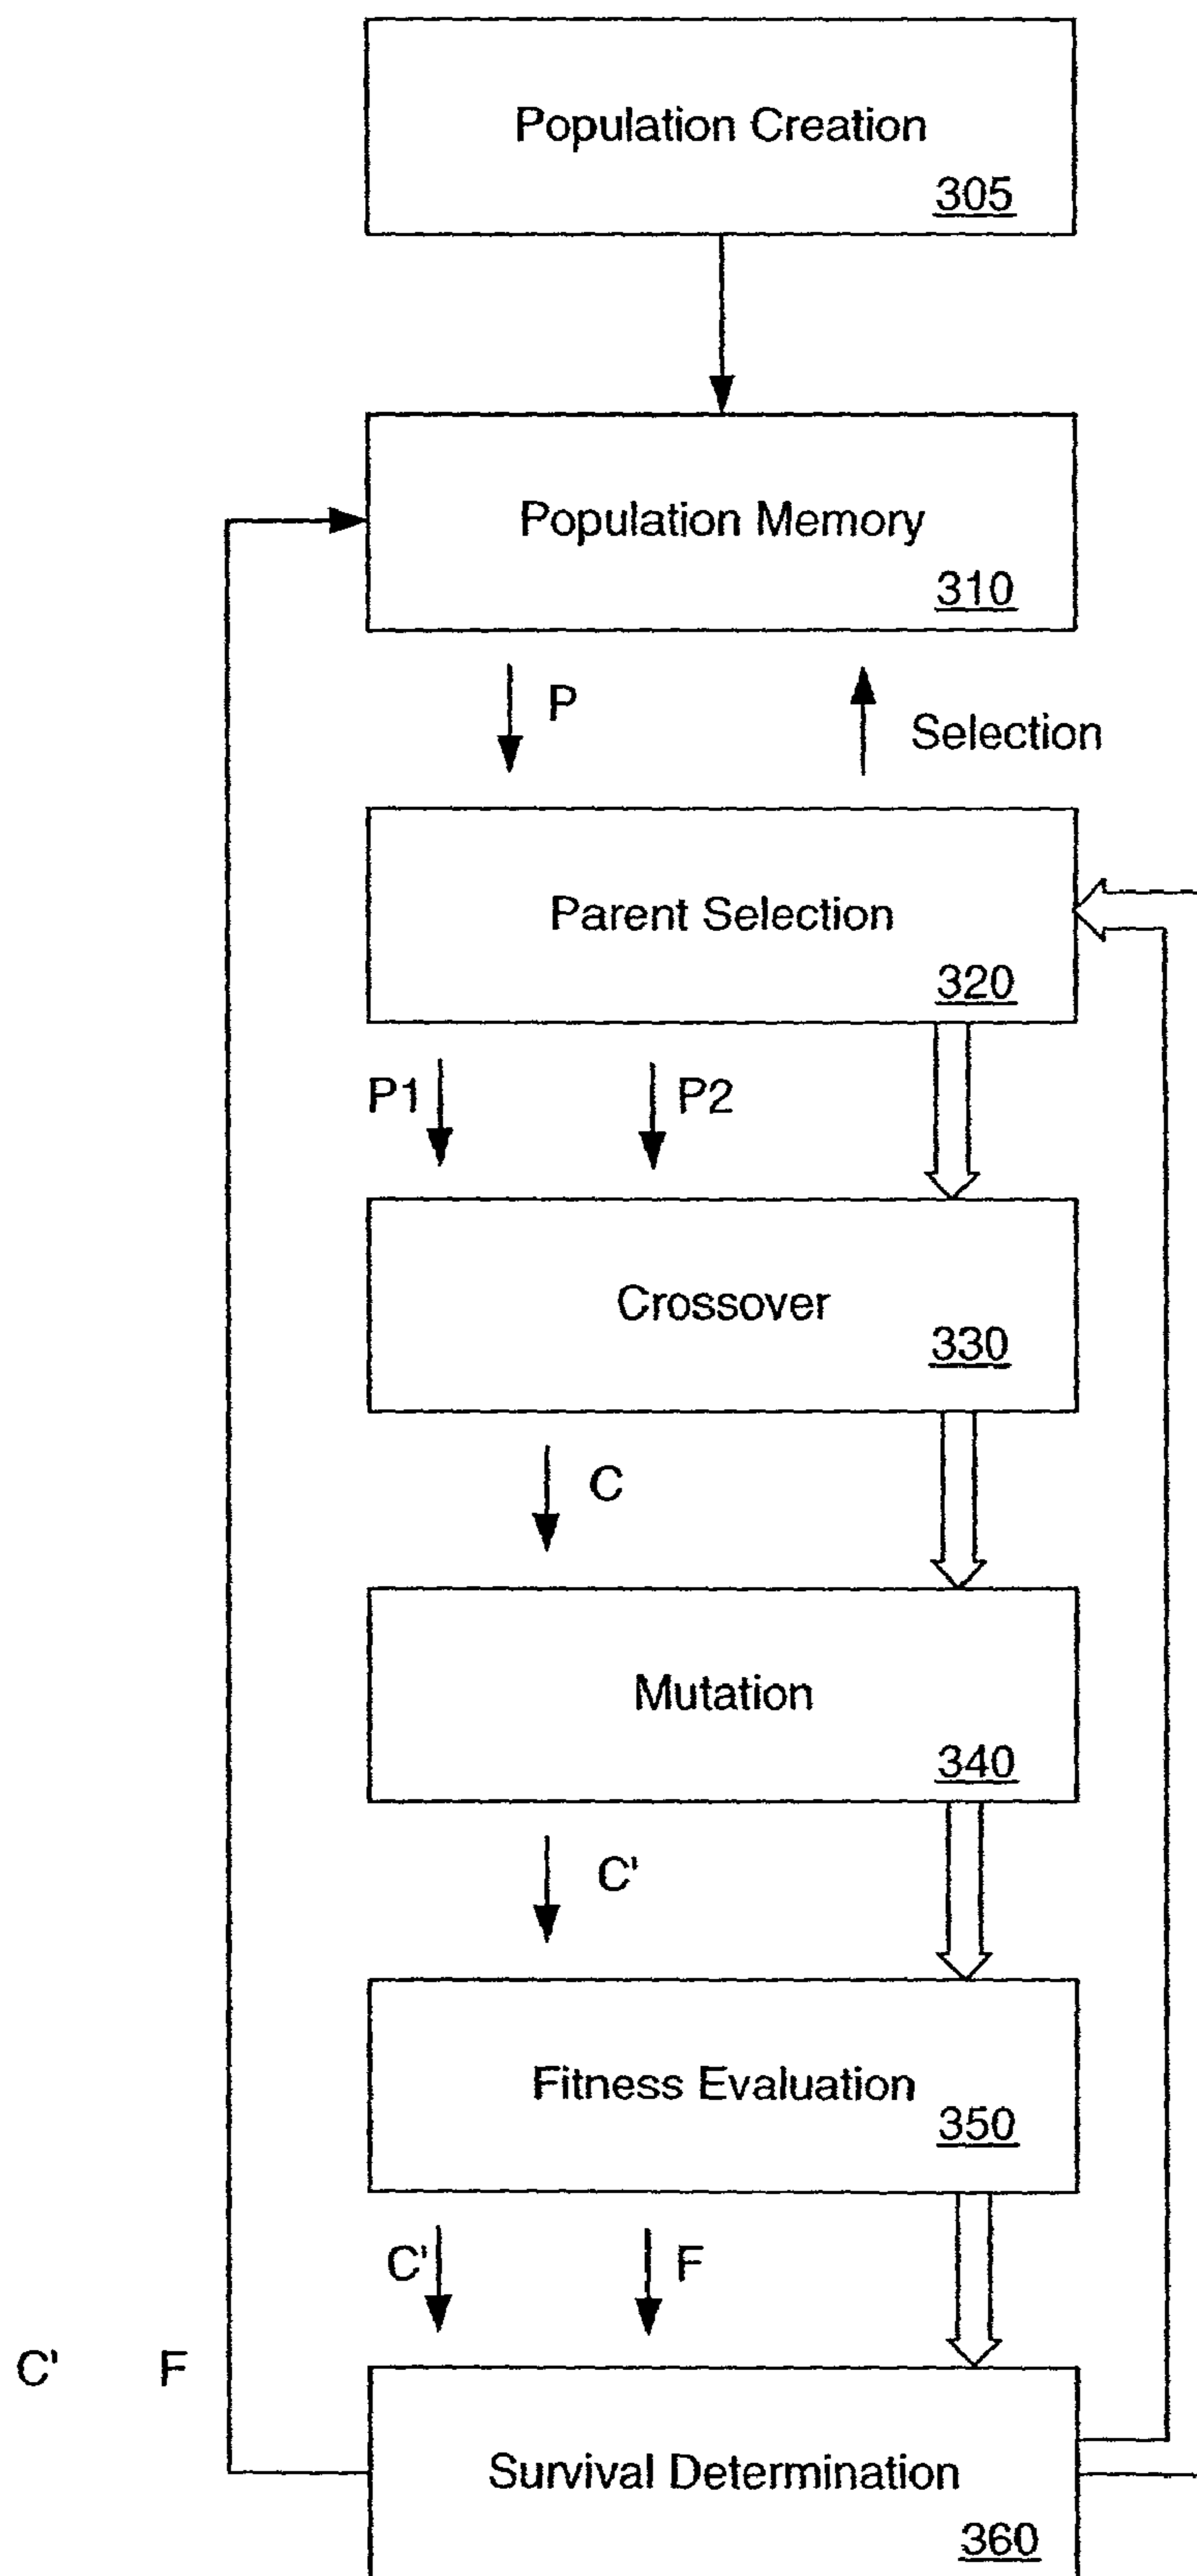 Population Creation
305
Population Memory
310
P
Selection
Parent Selection
320
P1
P2
Crossover
330
C
Mutation
340
C'
Fitness Evaluation
350
C'
F
C'
F
Survival Determination
360